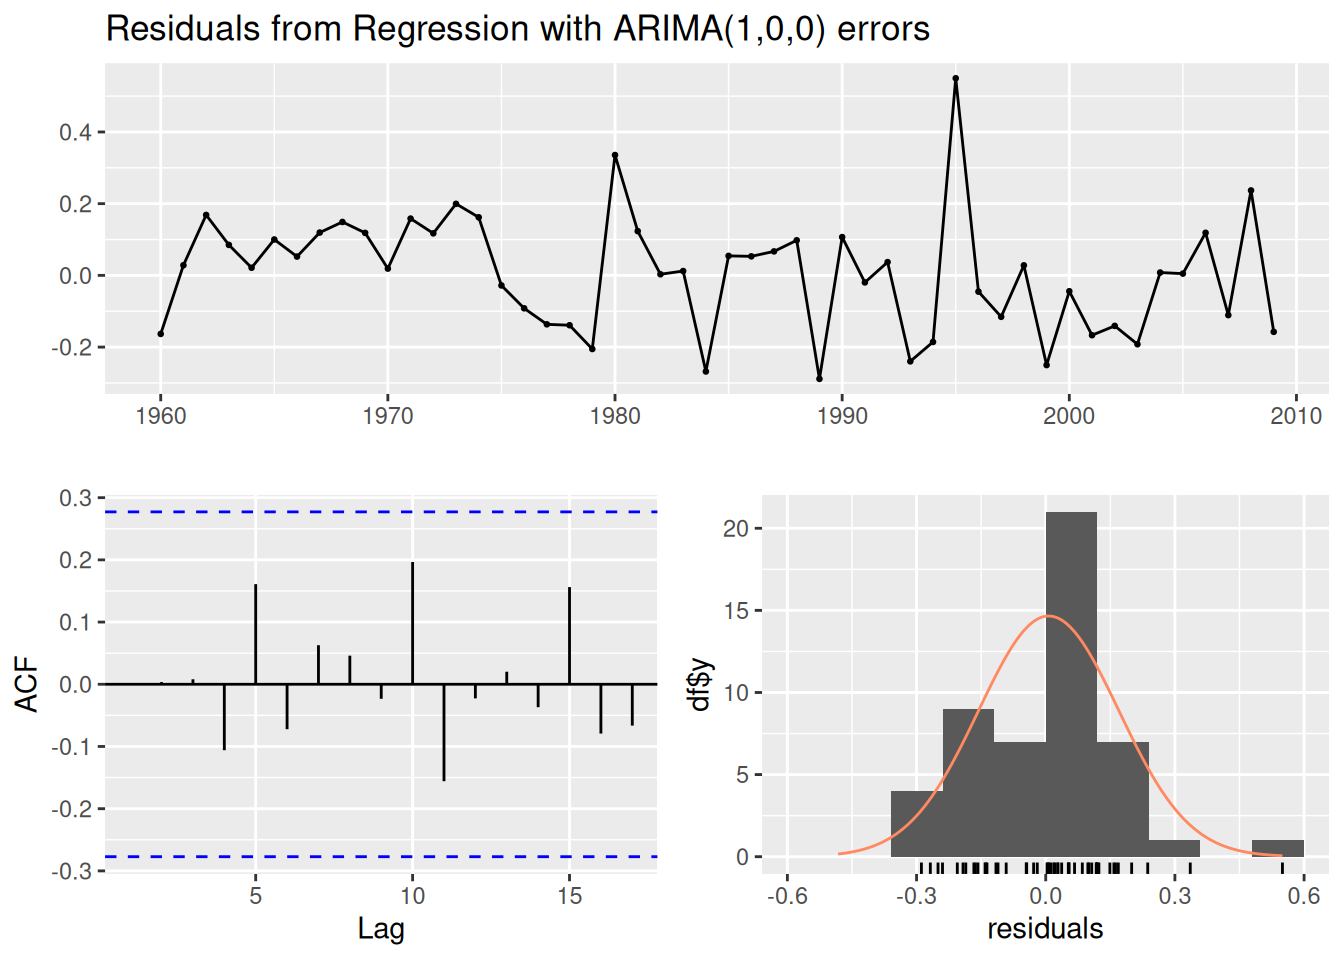 Residuals from Regression with ARIMA(1,0,0) errors
0.4
0.2
0.0
-0.2
1960 1970 1980 1990 2000 2010
ACF
0.3
0.2
0.1
0.0
-0.1
-0.2
-0.3
5 10 15
Lag
df$y
20
15
10
5
0
-0.6 -0.3 0.0 0.3 0.6
residuals